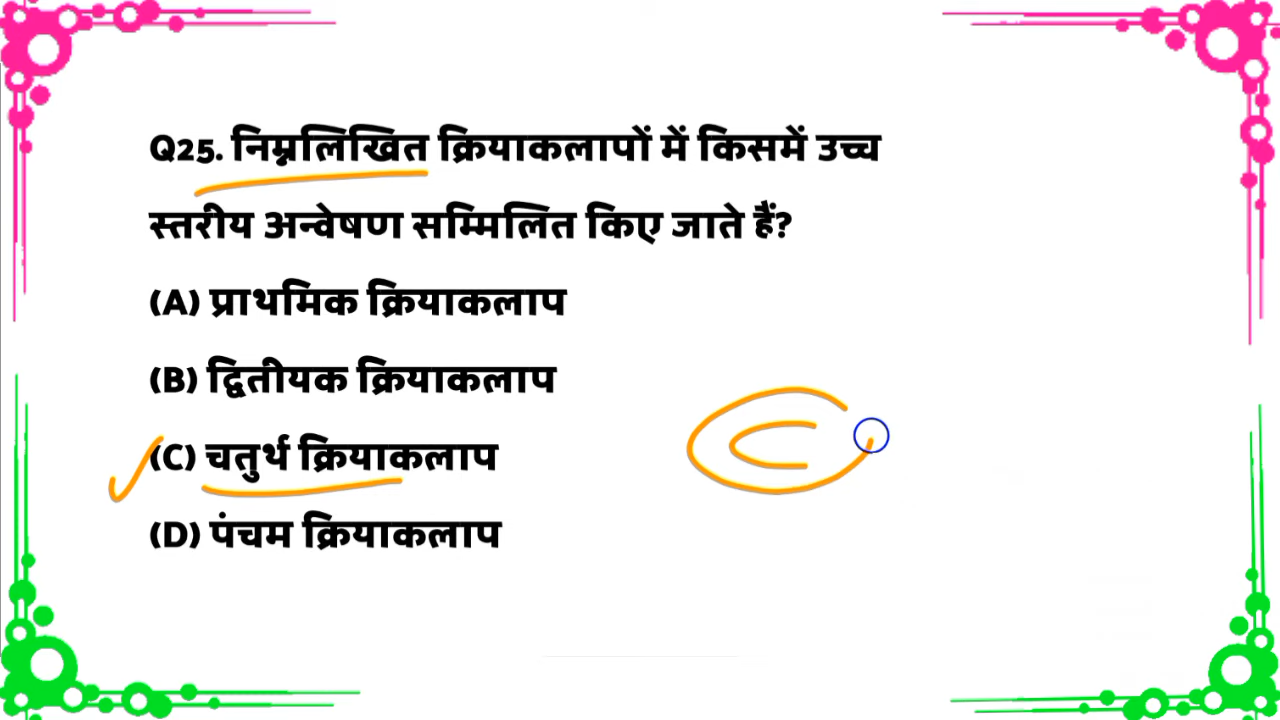 Q25. निम्नलिखित क्रियाकलापों में किसमें उच्च
स्तरीय अन्वेषण सम्मिलित किए जाते हैं?
(A) प्राथमिक क्रियाकलाप
(B) द्वितीयक क्रियाकलाप
(C) चतुर्थ क्रियाकलाप
C
(D) पंचम क्रियाकलाप